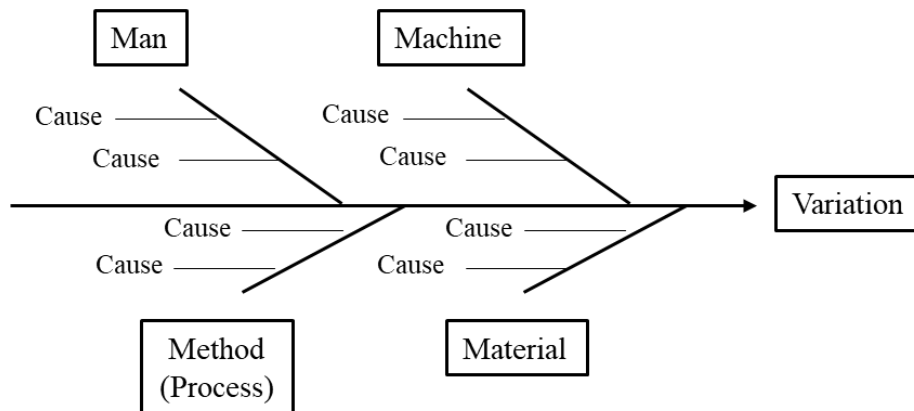 Man
Machine
Cause
Cause
Cause
Cause
Variation
Cause
Cause
Cause
Cause
Method
(Process)
Material